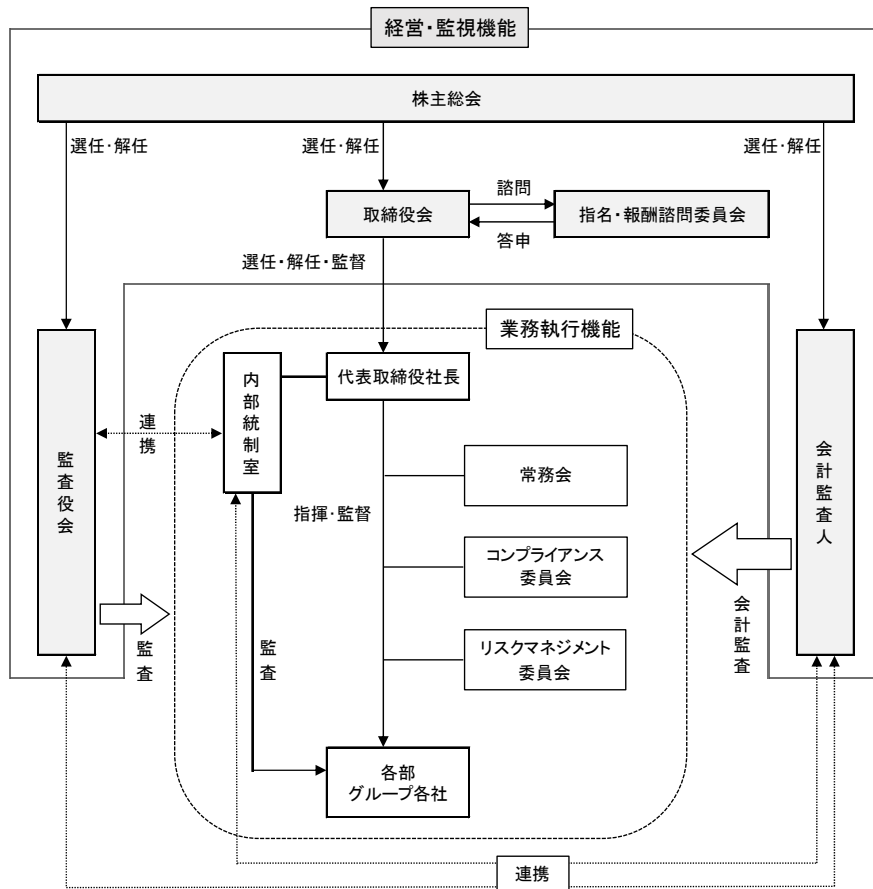 経営・監視機能
株主総会
選任・解任
選任・解任
選任・解任
諮問
取締役会
指名・報酬諮問委員会
答申
選任・解任・監督
業務執行機能
代表取締役社長
内部統制室
連携
監査役会
会計監査人
常務会
指揮・監督
コンプライアンス
委員会
監査
会計監査
監査
リスクマネジメント
委員会
各部
グループ各社
連携